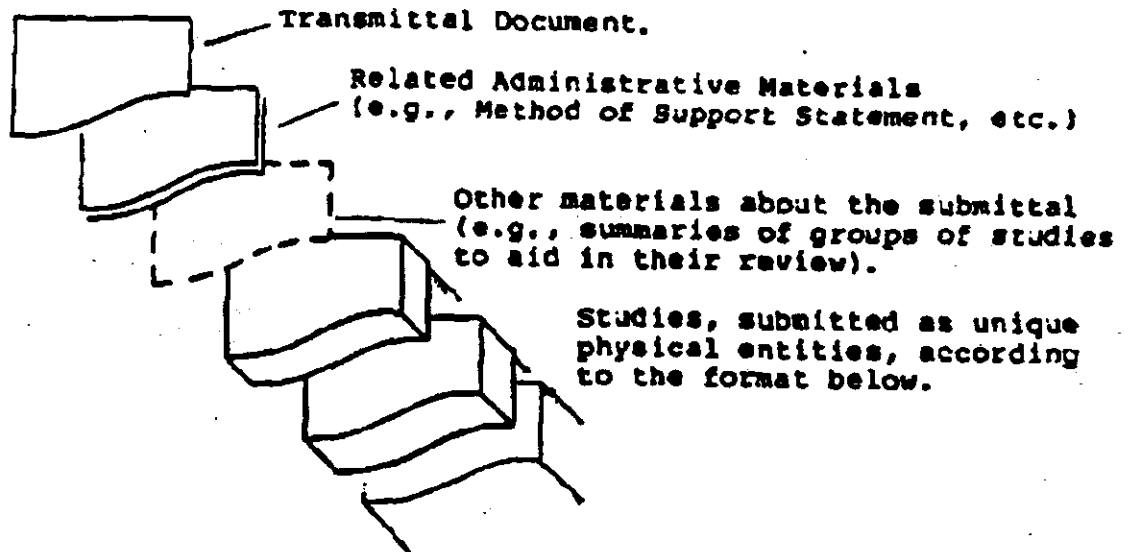 Transmittal Document.
Related Administrative Materials
(e.g., Method of Support Statement, etc.)
Other materials about the submittal
(e.g., summaries of groups of studies
to aid in their review).
Studies, submitted as unique
physical entities, according
to the format below.